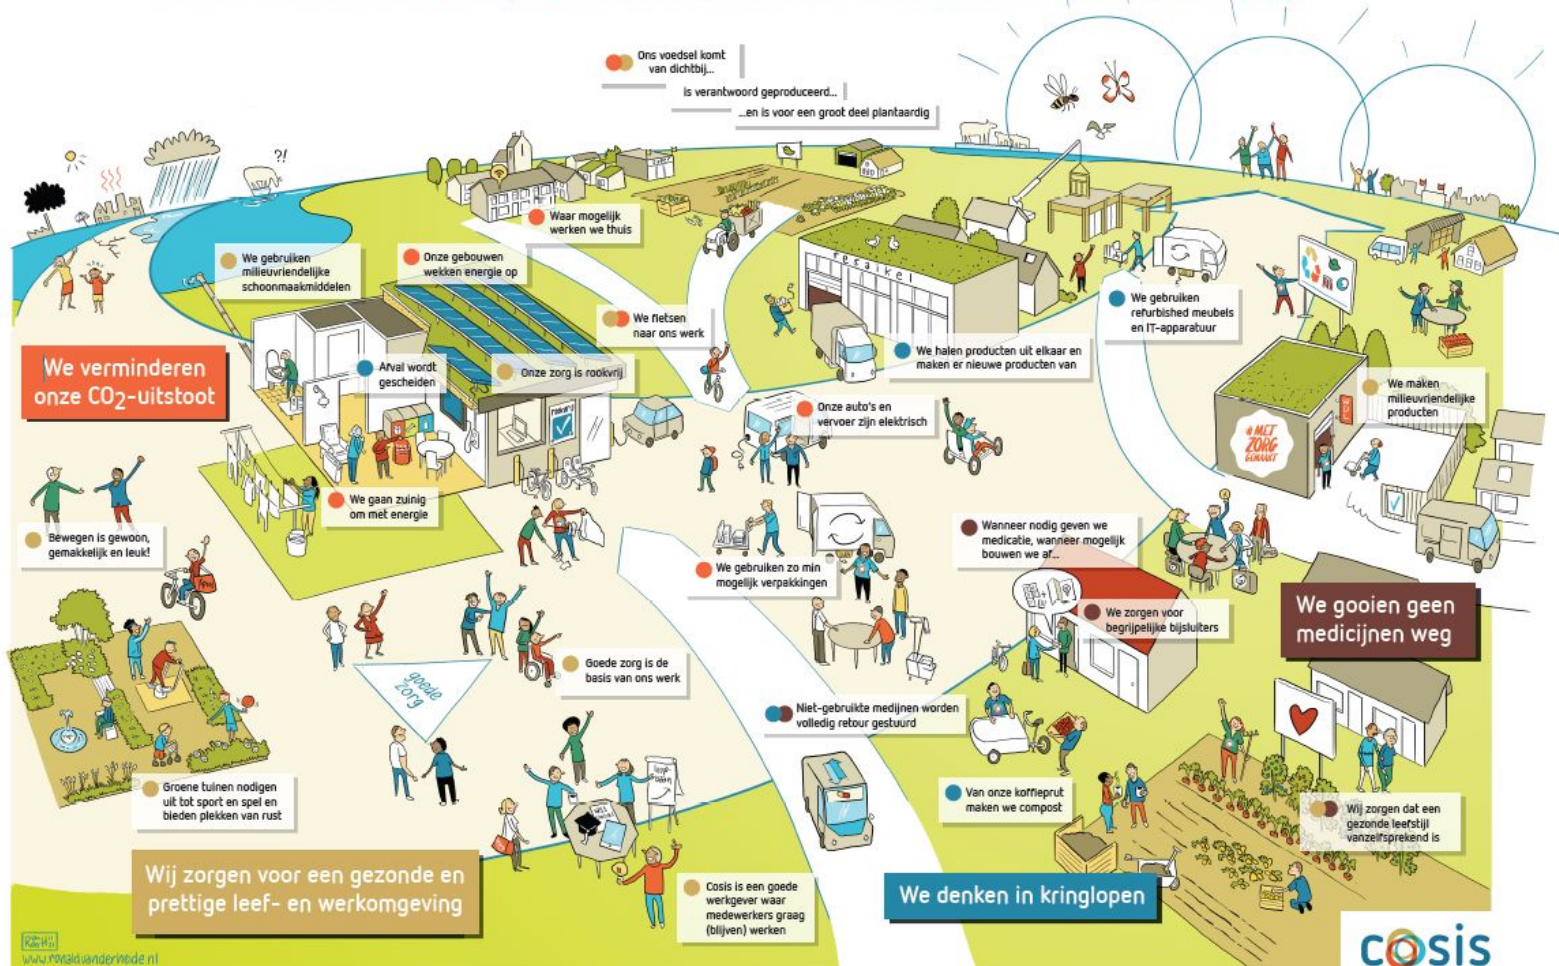 Ons voedsel komt
van dichtbij...
is verantwoord geproduceerd...
...en is voor een groot deel plantaardig
?!
Waar mogelijk
werken we thuis
We gebruiken
milieuvriendelijke
schoonmaakmiddelen
Onze gebouwen
wekken energie op
We fietsen
naar ons werk
resaikel
We gebruiken
refurbished meubels
en IT-apparatuur
We verminderen
onze CO2-uitstoot
Afval wordt
gescheiden
Onze zorg is rookvrij
rookvrij
We halen producten uit elkaar en
maken er nieuwe producten van
We maken
milieuvriendelijke
producten
Onze auto's en
vervoer zijn elektrisch
# MET
ZORG
GEMAAKT
We gaan zuinig
om met energie
Bewegen is gewoon,
gemakkelijk en leuk!
We gebruiken zo min
mogelijk verpakkingen
Wanneer nodig geven we
medicatie, wanneer mogelijk
bouwen we af...
We zorgen voor
begrijpelijke bijsluiters
We gooien geen
medicijnen weg
goede
zorg
Goede zorg is de
basis van ons werk
Niet-gebruikte medijnen worden
volledig retour gestuurd
Groene tuinen nodigen
uit tot sport en spel en
bieden plekken van rust
Van onze koffieprut
maken we compost
Wij zorgen dat een
gezonde leefstijl
vanzelfsprekend is
Wij zorgen voor een gezonde en
prettige leef- en werkomgeving
Cosis is een goede
werkgever waar
medewerkers graag
(blijven) werken
We denken in kringlopen
cosis
www.ronaldvanderheide.nl